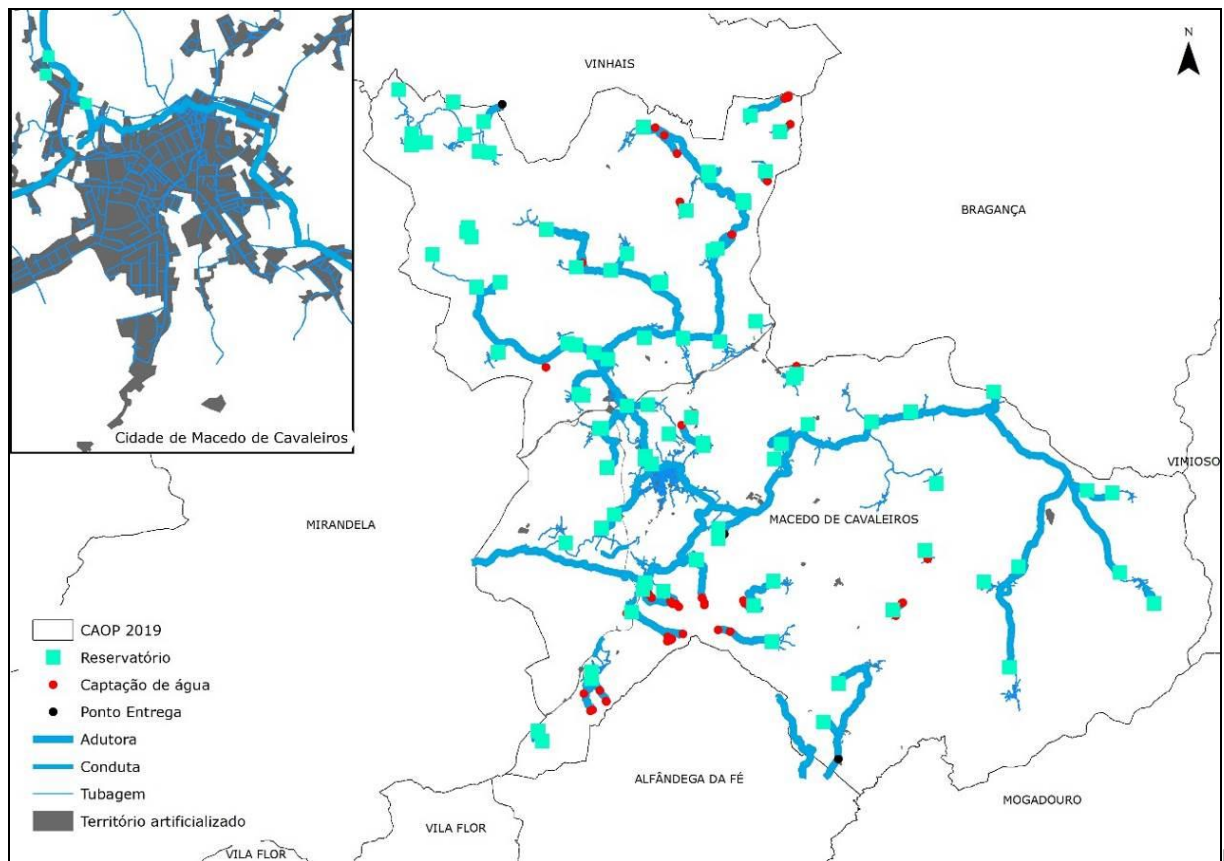 VINHAIS
N
BRAGANÇA
Cidade de Macedo de Cavaleiros
VIMIOSO
MIRANDELA
MACEDO DE CAVALEIROS
CAOP 2019
Reservatório
Captação de água
Ponto Entrega
Adutora
Conduta
Tubagem
Território artificializado
ALFÂNDEGA DA FÉ
MOGADOURO
VILA FLOR
VILA FLOR